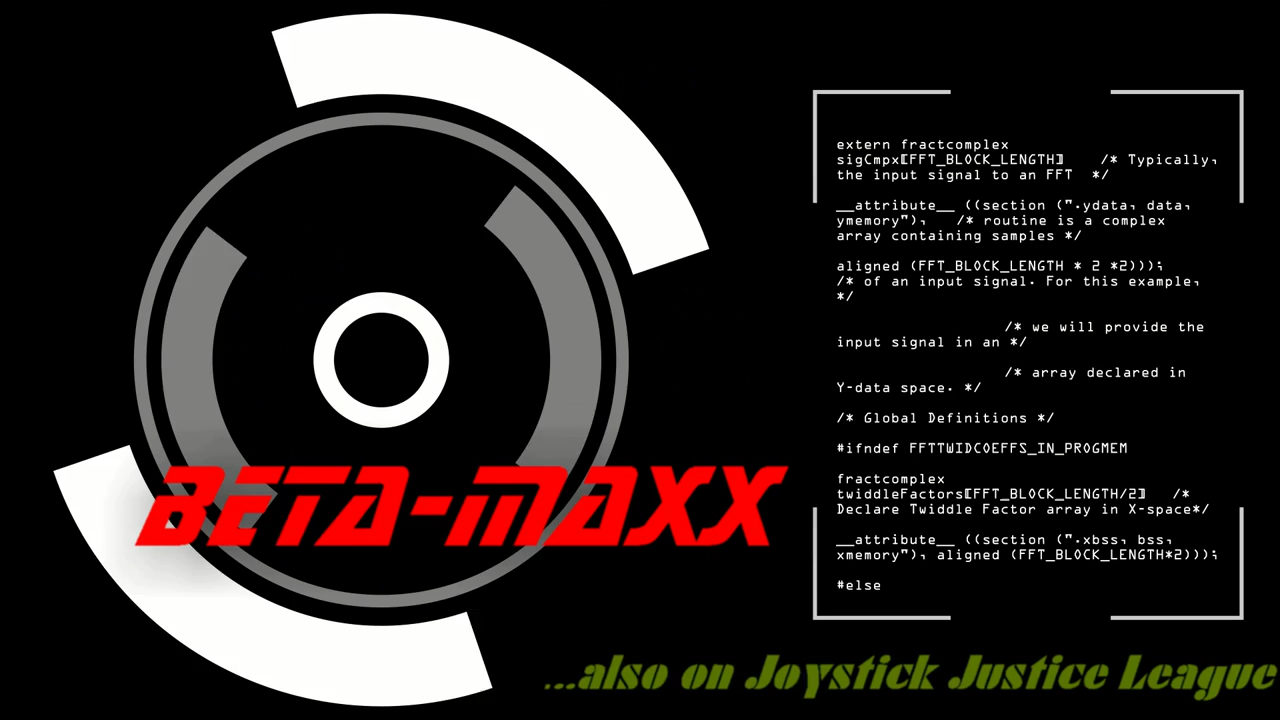 extern fractcomplex
sigCmpx[FFT_BLOCK_LENGTH]    /* Typically,
the input signal to an FFT  */
__attribute__ ((section (".ydata, data,
ymemory"),   /* routine is a complex
array containing samples */
aligned (FFT_BLOCK_LENGTH * 2 *2)));
/* of an input signal. For this example,
*/
/* we will provide the
input signal in an */
/* array declared in
Y-data space. */
/* Global Definitions */
#ifndef FFTTWIDCOEFFS_IN_PROGMEM
fractcomplex
twiddleFactors[FFT_BLOCK_LENGTH/2]   /*
Declare Twiddle Factor array in X-space*/
__attribute__ ((section (".xbss, bss,
xmemory"), aligned (FFT_BLOCK_LENGTH*2)));
#else
BETA-MAXX
...also on Joystick Justice League